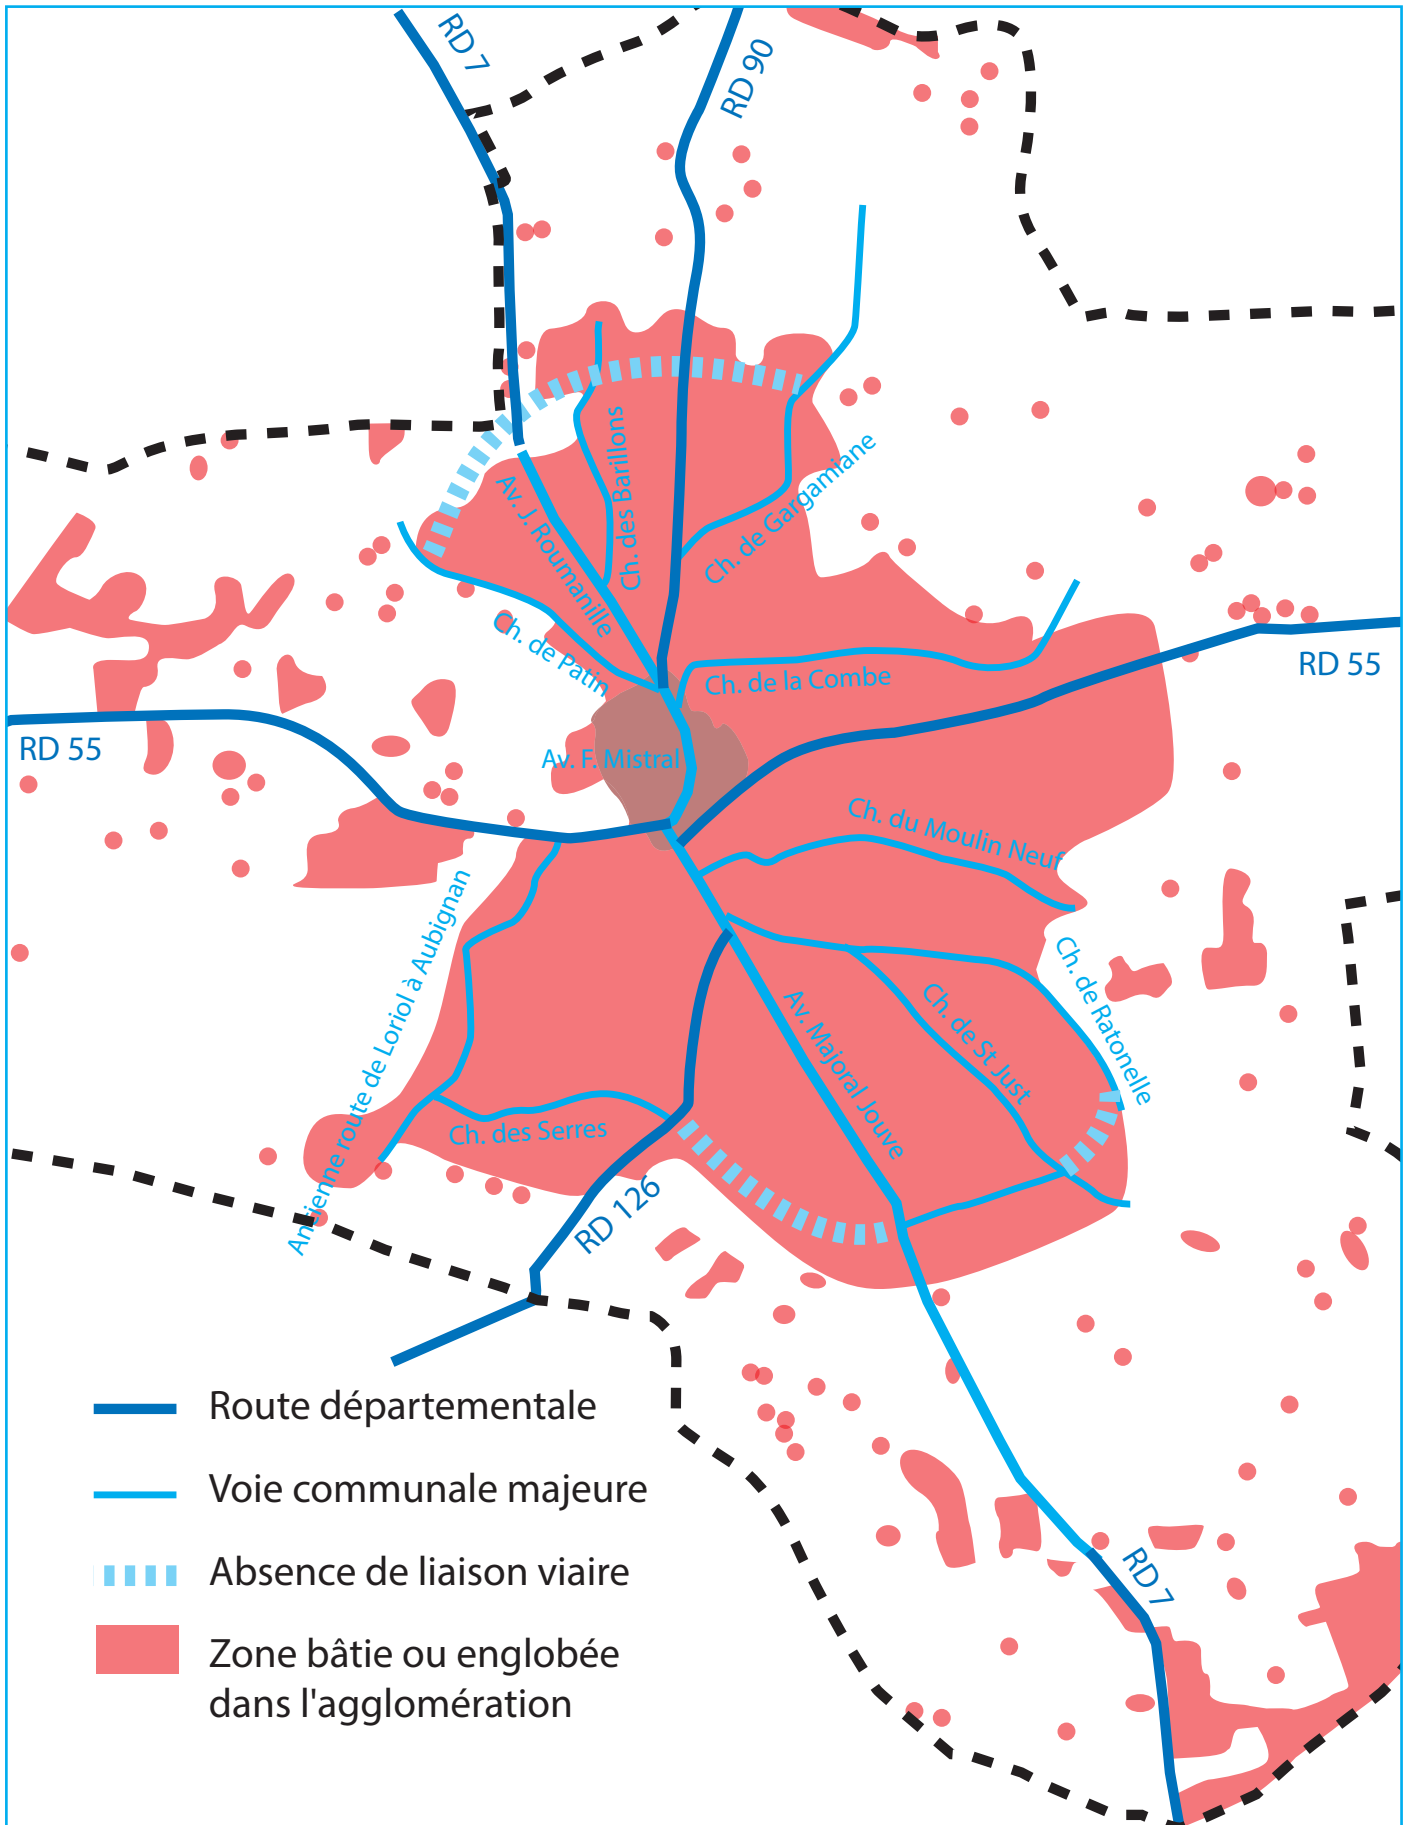 RD 7
RD 90
Ch. des Barillons
Av. J. Roumanille
Ch. de Gargamiane
Ch. de Patin
Ch. de la Combe
RD 55
RD 55
Av. F. Mistral
Ch. du Moulin Neuf
Ancienne route de Loriol à Aubignan
Ch. de Ratonelle
Ch. de St Just
Av. Majoral Jouve
Ch. des Serres
RD 126
RD 7
Route départementale
Voie communale majeure
Absence de liaison viaire
Zone bâtie ou englobée
dans l'agglomération